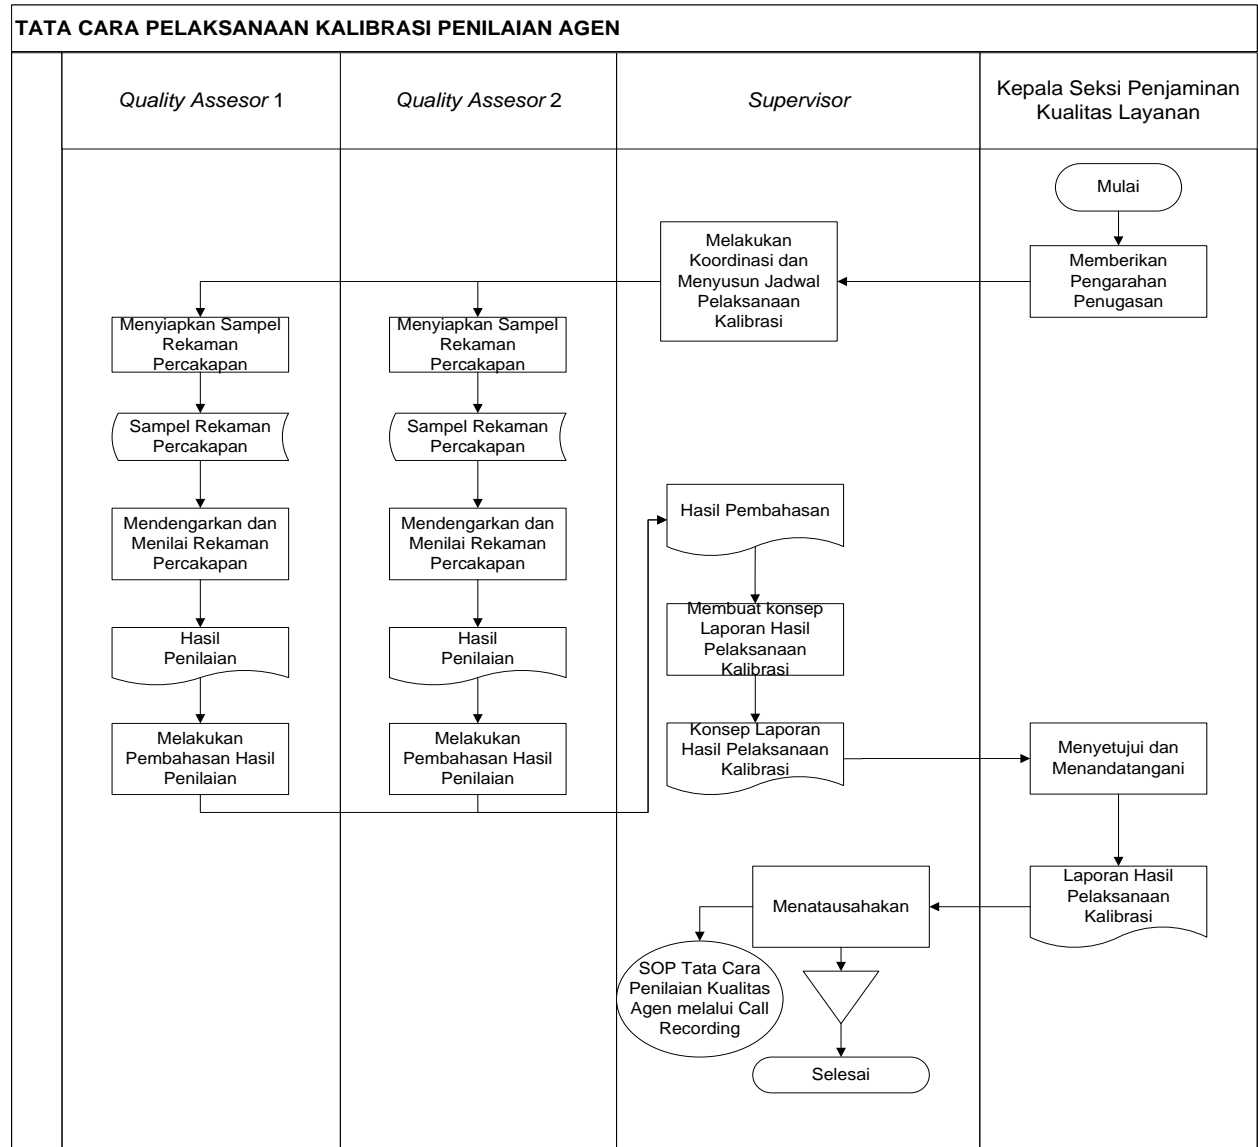 TATA CARA PELAKSANAAN KALIBRASI PENILAIAN AGEN
Quality Assesor 1
Quality Assesor 2
Supervisor
Kepala Seksi Penjaminan
Kualitas Layanan
Mulai
Memberikan
Pengarahan
Penugasan
Melakukan
Koordinasi dan
Menyusun Jadwal
Pelaksanaan
Kalibrasi
Menyiapkan Sampel
Rekaman
Percakapan
Menyiapkan Sampel
Rekaman
Percakapan
Sampel Rekaman
Percakapan
Sampel Rekaman
Percakapan
Mendengarkan dan
Menilai Rekaman
Percakapan
Mendengarkan dan
Menilai Rekaman
Percakapan
Hasil
Penilaian
Hasil
Penilaian
Melakukan
Pembahasan Hasil
Penilaian
Melakukan
Pembahasan Hasil
Penilaian
Hasil Pembahasan
Membuat konsep
Laporan Hasil
Pelaksanaan
Kalibrasi
Konsep Laporan
Hasil Pelaksanaan
Kalibrasi
Menyetujui dan
Menandatangani
Laporan Hasil
Pelaksanaan
Kalibrasi
Menatausahakan
SOP Tata Cara
Penilaian Kualitas
Agen melalui Call
Recording
Selesai